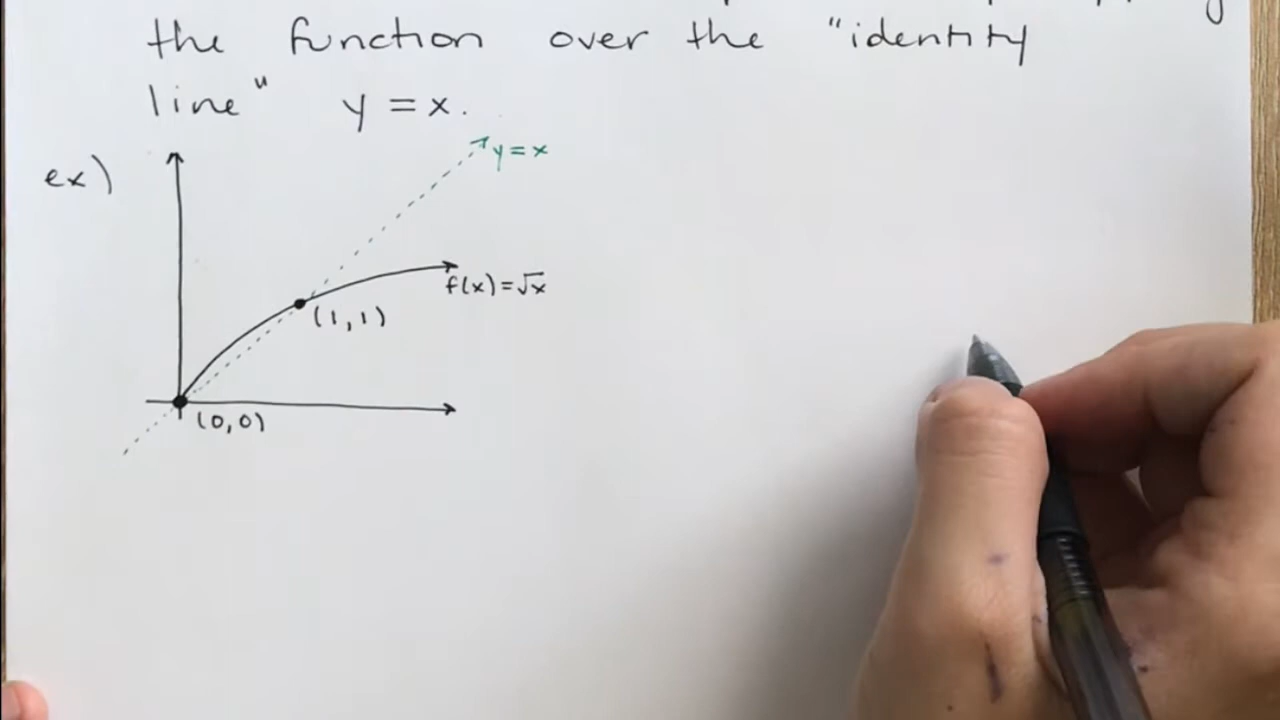 the function over the "identity
line" y = x.
ex)
y = x
f(x) = √x
(1,1)
(0,0)